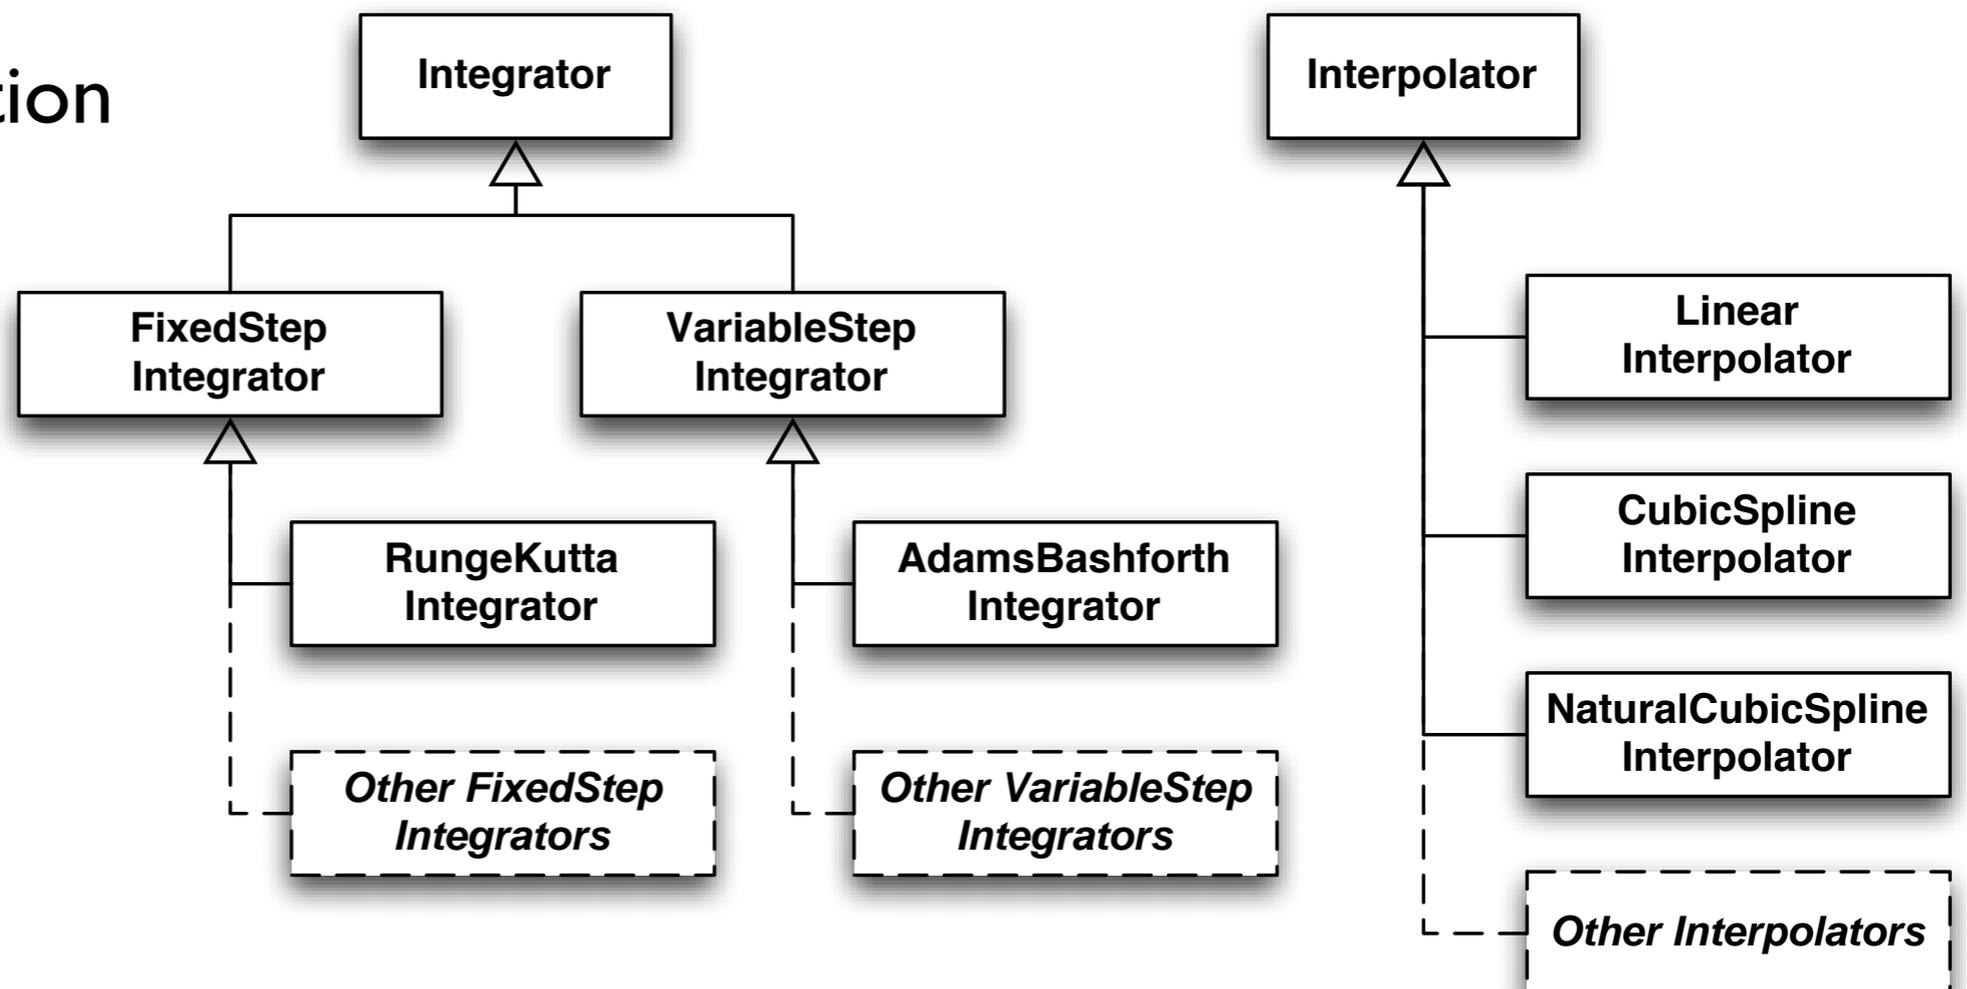 tion
Integrator
Interpolator
FixedStep
Integrator
VariableStep
Integrator
Linear
Interpolator
CubicSpline
Interpolator
RungeKutta
Integrator
AdamsBashforth
Integrator
NaturalCubicSpline
Interpolator
Other FixedStep
Integrators
Other VariableStep
Integrators
Other Interpolators